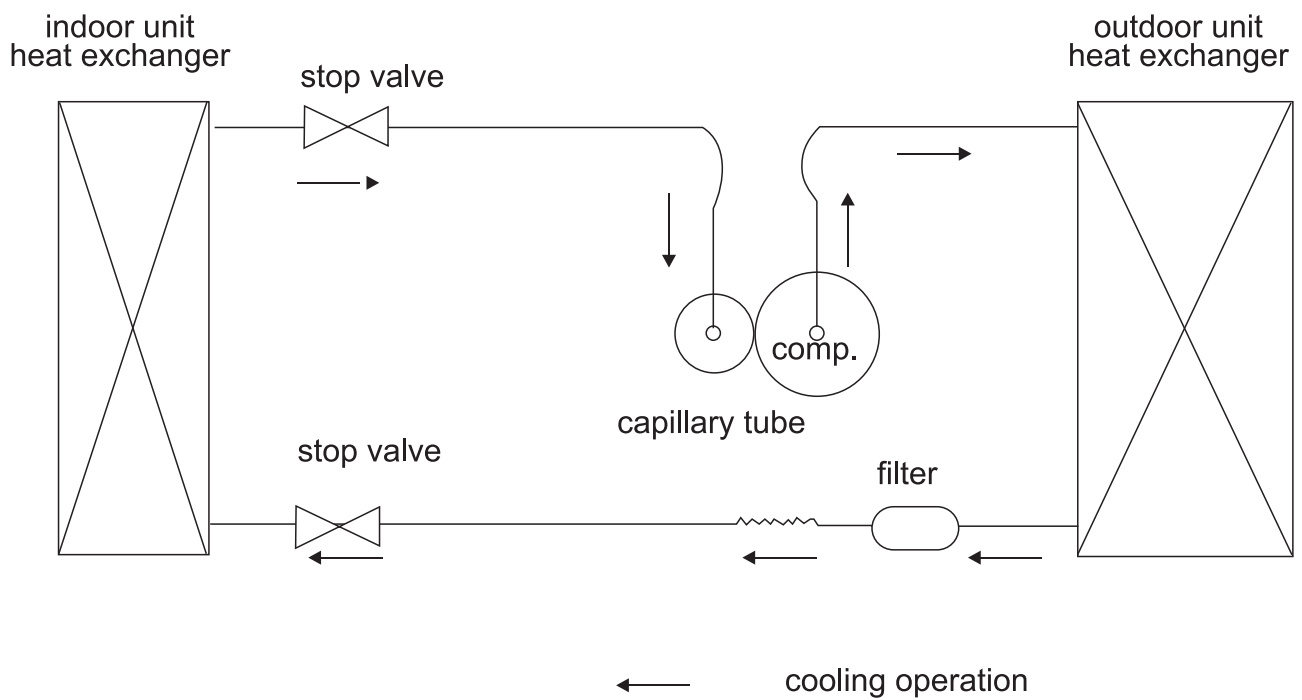 indoor unit
heat exchanger
outdoor unit
heat exchanger
stop valve
comp.
capillary tube
stop valve
filter
cooling operation